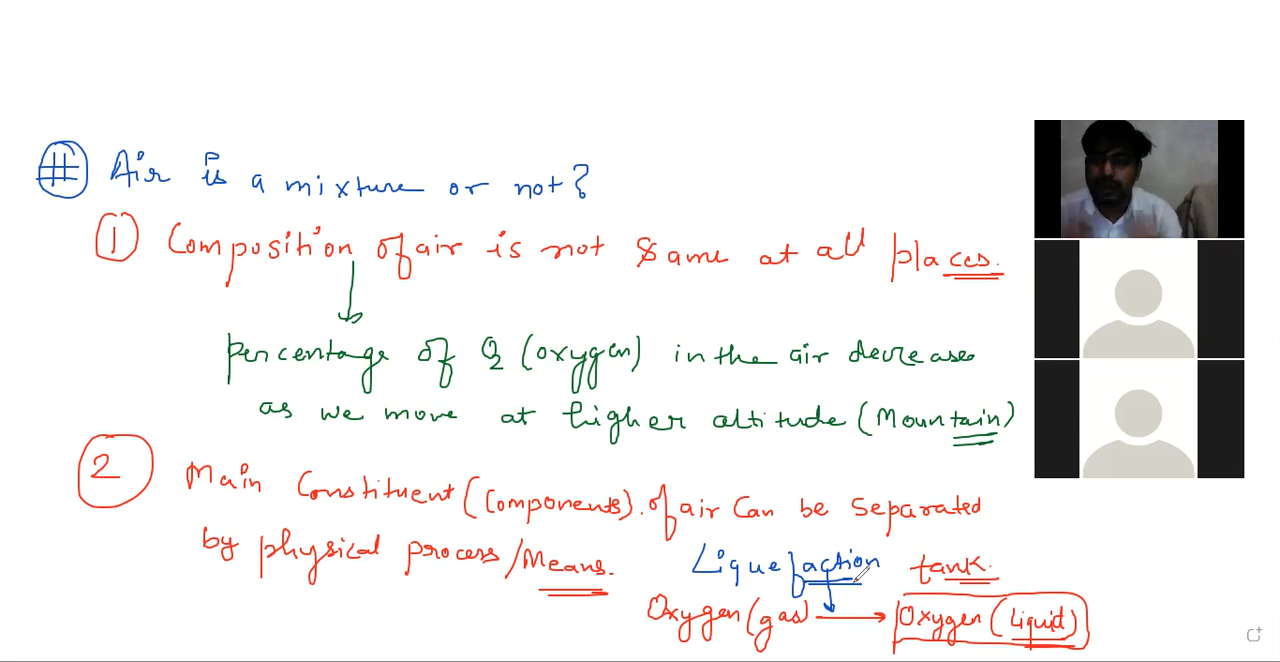 # Air is a mixture or not?
1 Composition of air is not same at all places.
percentage of O2 (oxygen) in the air decreases
as we move at higher altitude (Mountain)
2 Main Constituent (Components). of air Can be separated
by physical process/Means.
Liquefaction tank.
Oxygen (gas) → Oxygen (Liquid)